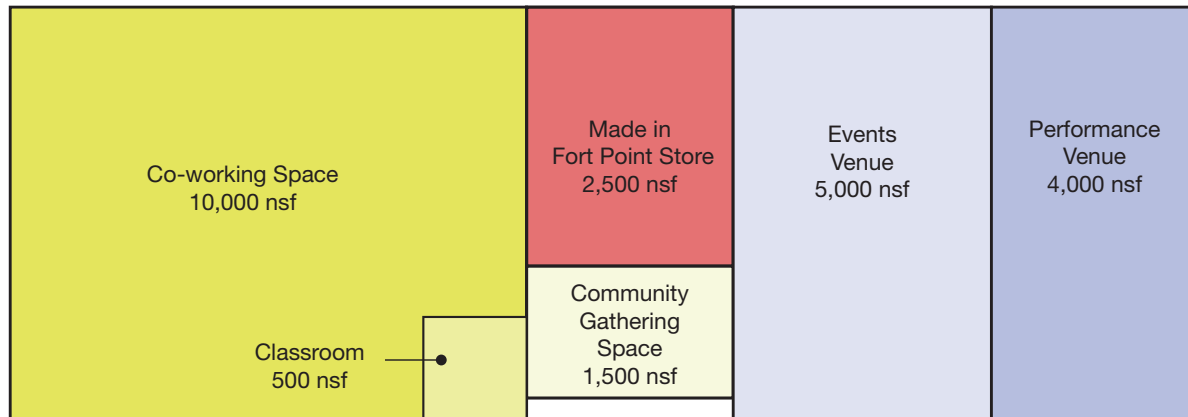 Co-working Space
10,000 nsf
Classroom
500 nsf
Made in
Fort Point Store
2,500 nsf
Community
Gathering
Space
1,500 nsf
Events
Venue
5,000 nsf
Performance
Venue
4,000 nsf